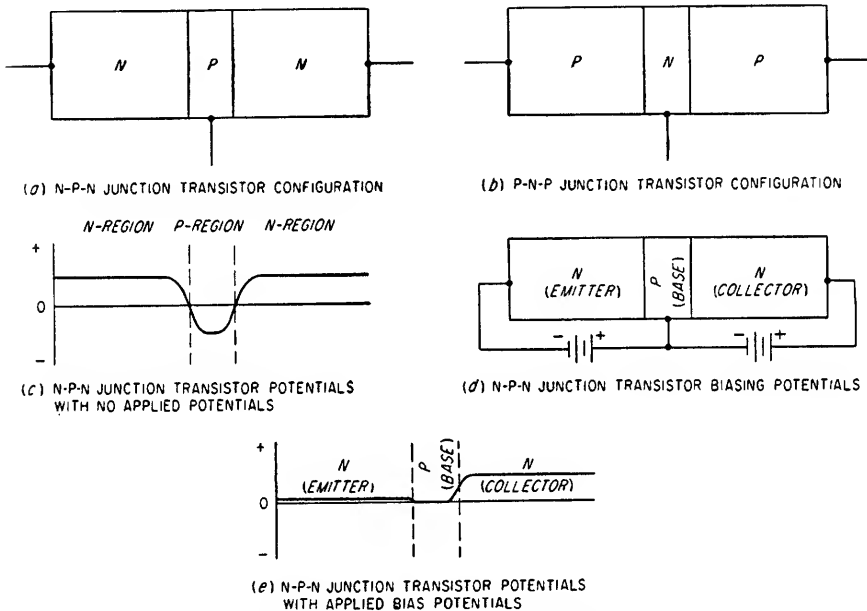 N P N
P N P
(a) N-P-N JUNCTION TRANSISTOR CONFIGURATION
(b) P-N-P JUNCTION TRANSISTOR CONFIGURATION
N-REGION P-REGION N-REGION
+
0
-
(c) N-P-N JUNCTION TRANSISTOR POTENTIALS
WITH NO APPLIED POTENTIALS
N
(EMITTER)
P
(BASE)
N
(COLLECTOR)
- +
- +
(d) N-P-N JUNCTION TRANSISTOR BIASING POTENTIALS
+
0
-
N
(EMITTER)
P
(BASE)
N
(COLLECTOR)
(e) N-P-N JUNCTION TRANSISTOR POTENTIALS
WITH APPLIED BIAS POTENTIALS